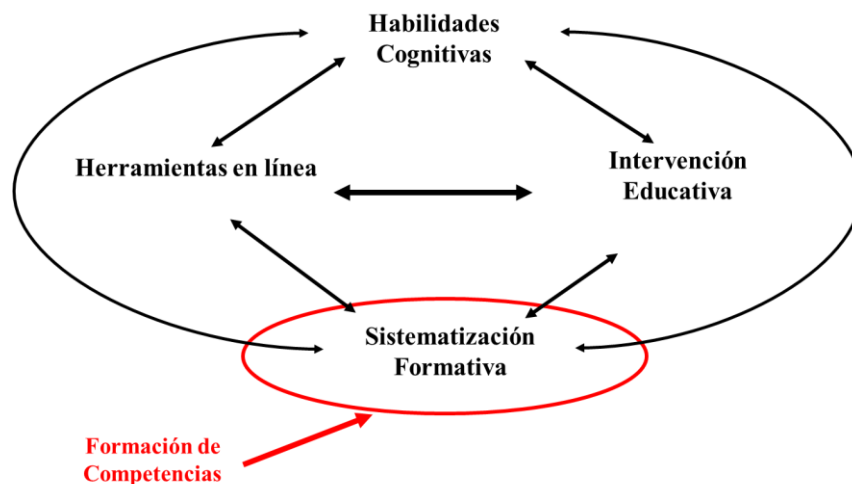 Habilidades
Cognitivas
Herramientas en línea
Intervención
Educativa
Sistematización
Formativa
Formación de
Competencias